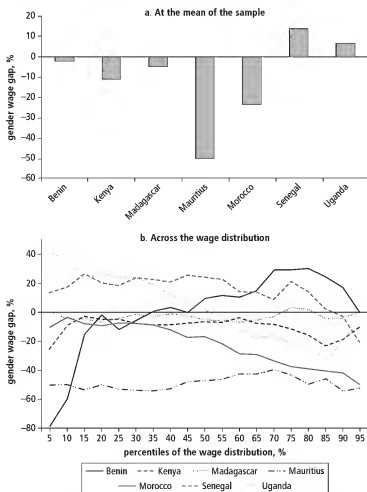 a. At the mean of the sample
gender wage gap, %
20
10
0
–10
–20
–30
–40
–50
–60
Benin
Kenya
Madagascar
Mauritius
Morocco
Senegal
Uganda
b. Across the wage distribution
gender wage gap, %
40
20
0
–20
–40
–60
–80
5 10 15 20 25 30 35 40 45 50 55 60 65 70 75 80 85 90 95
percentiles of the wage distribution, %
Benin Kenya Madagascar Mauritius
Morocco Senegal Uganda